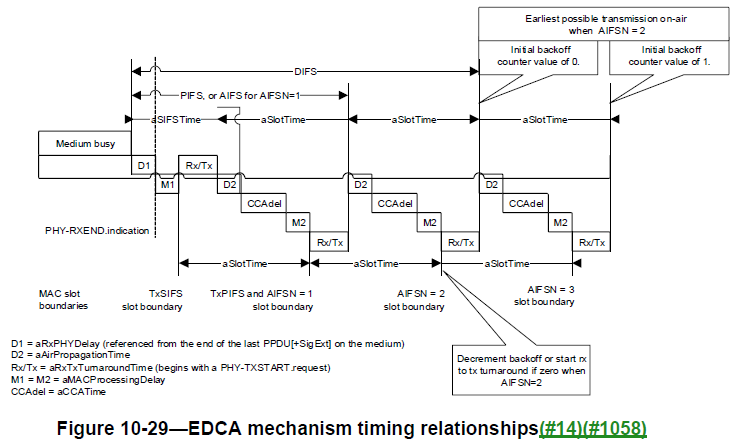 Earliest possible transmission on-air
when AIFSN = 2
Initial backoff
counter value of 0.
Initial backoff
counter value of 1.
DIFS
PIFS, or AIFS for AIFSN=1
aSIFSTime
aSlotTime
aSlotTime
aSlotTime
Medium busy
D1
Rx/Tx
D2
D2
M1
D2
CCAdel
CCAdel
CCAdel
M2
M2
M2
PHY-RXEND.indication
Rx/Tx
Rx/Tx
Rx/Tx
aSlotTime
aSlotTime
aSlotTime
MAC slot
boundaries
TxSIFS
slot boundary
TxPIFS and AIFSN = 1
slot boundary
AIFSN = 2
slot boundary
AIFSN = 3
slot boundary
D1 = aRxPHYDelay (referenced from the end of the last PPDU[+SigExt] on the medium)
D2 = aAirPropagationTime
Rx/Tx = aRxTxTurnaroundTime (begins with a PHY-TXSTART.request)
M1 = M2 = aMACProcessingDelay
CCAdel = aCCATime
Decrement backoff or start rx
to tx turnaround if zero when
AIFSN=2
Figure 10-29—EDCA mechanism timing relationships(#14)(#1058)